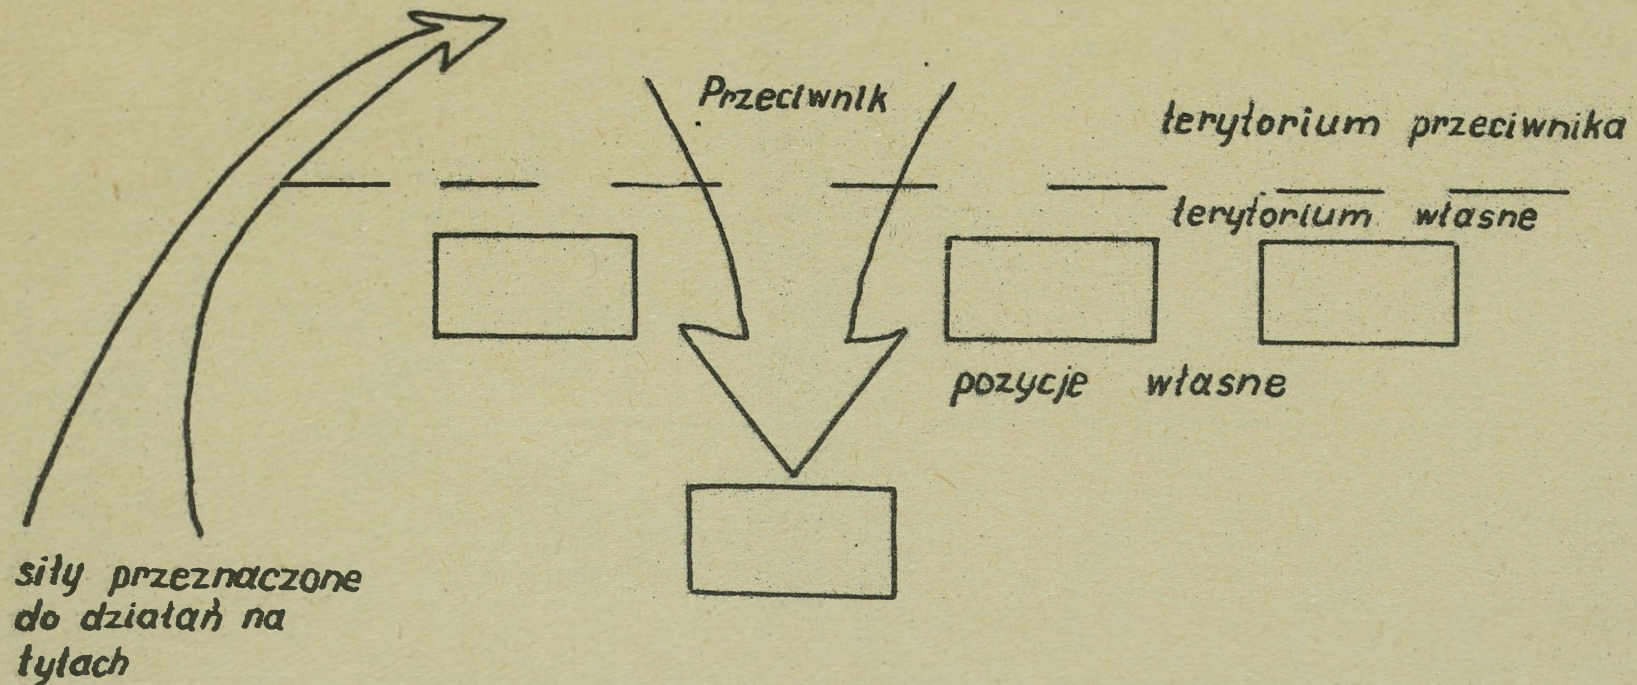 Przeciwnik
terytorium przeciwnika
terytorium własne
pozycje własne
siły przeznaczone
do działań na
tyłach